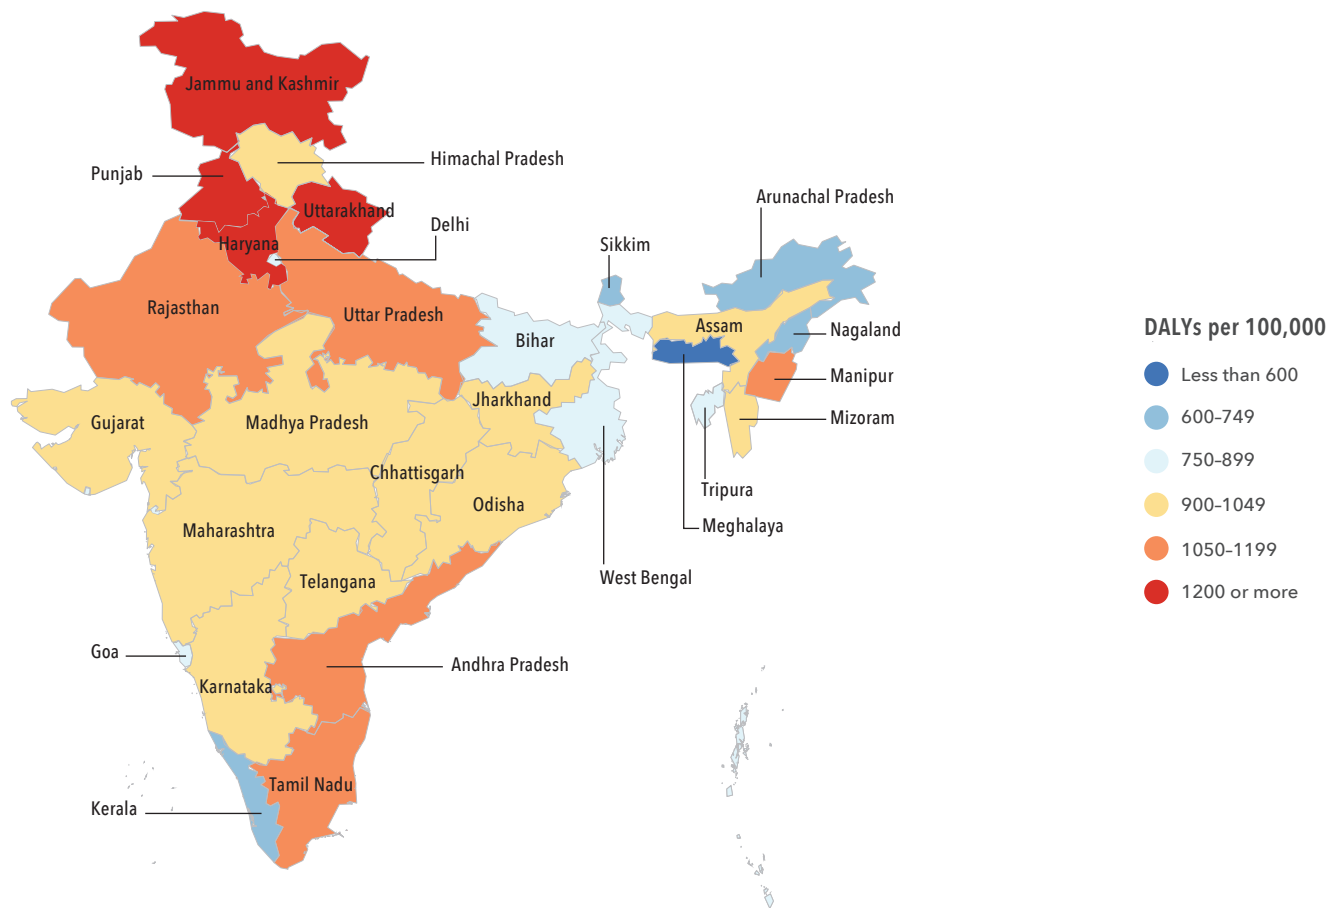 Jammu and Kashmir
Himachal Pradesh
Punjab
Arunachal Pradesh
Uttarakhand
Delhi
Haryana
Sikkim
Rajasthan
Uttar Pradesh
Assam
Nagaland
Bihar
Manipur
Jharkhand
Gujarat
Madhya Pradesh
Mizoram
Chhattisgarh
Tripura
Odisha
Meghalaya
Maharashtra
West Bengal
Telangana
Goa
Andhra Pradesh
Karnataka
Tamil Nadu
Kerala
DALYs per 100,000
Less than 600
600–749
750–899
900–1049
1050–1199
1200 or more